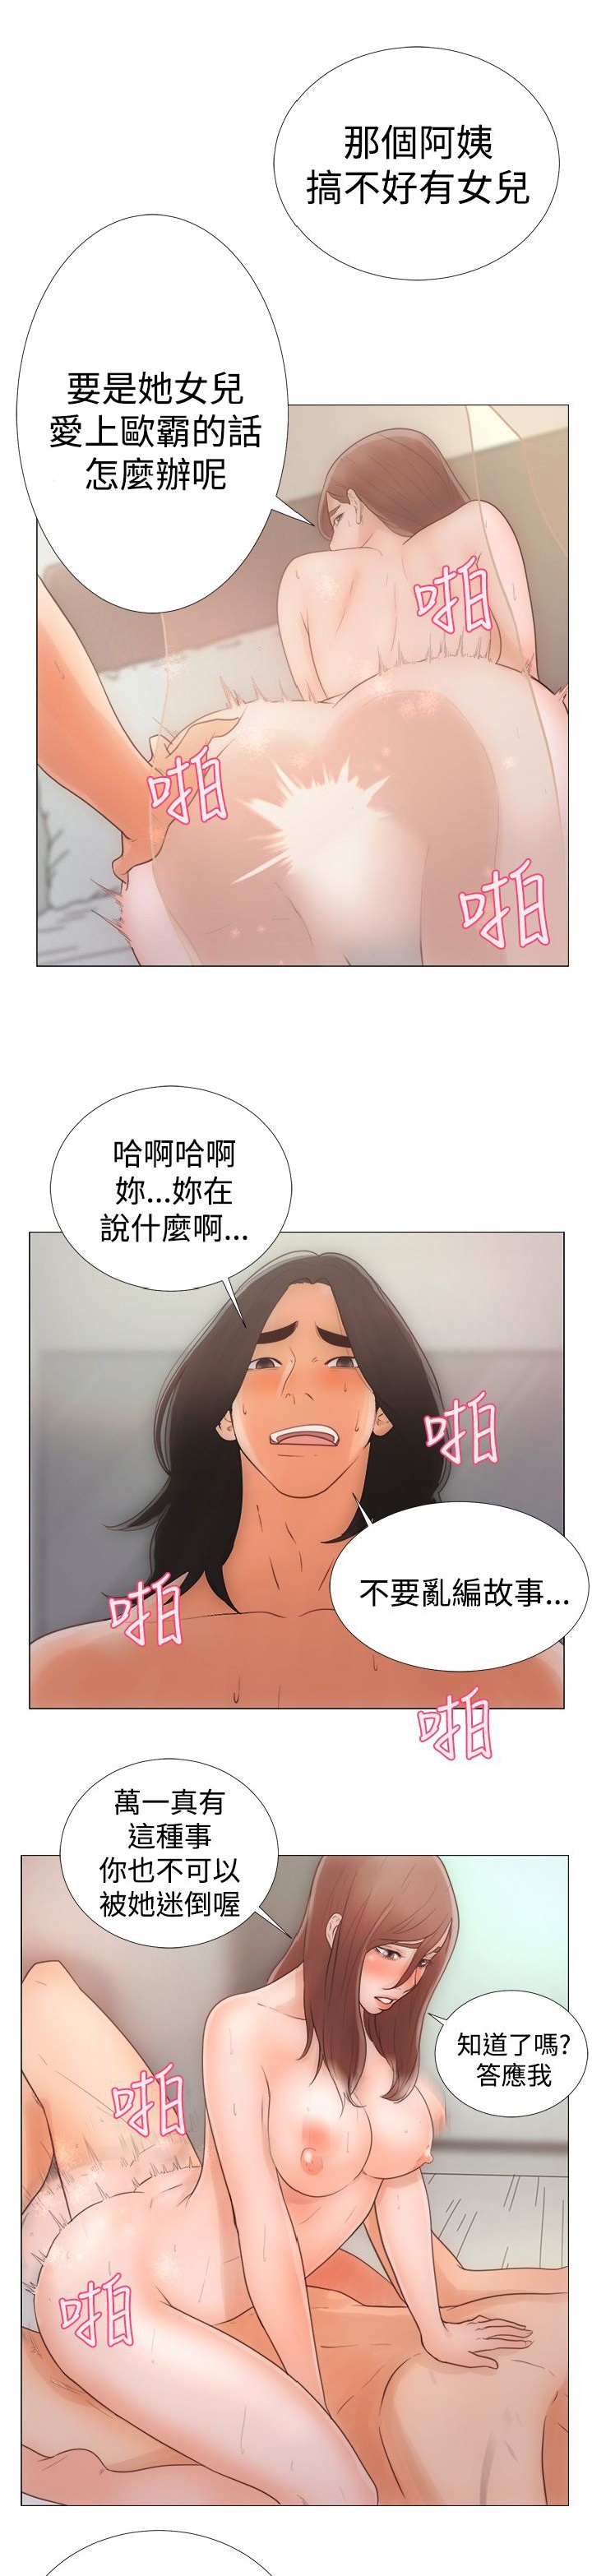 那個阿姨
搞不好有女兒
要是她女兒
愛上歐霸的話
怎麼辦呢
啪
啪
啪
哈啊哈啊
妳...妳在
說什麼啊...
啪
不要亂編故事...
啪
啪
萬一真有
這種事
你也不可以
被她迷倒喔
知道了嗎?
答應我
啪
啪